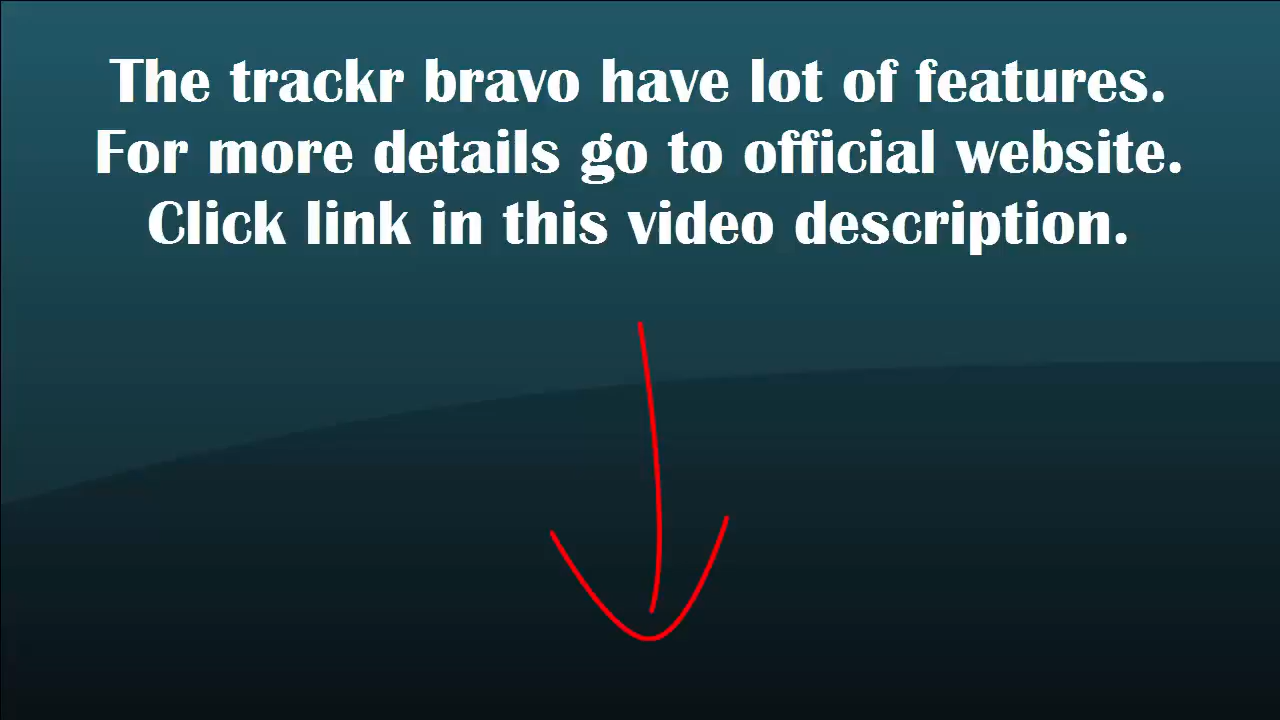 The trackr bravo have lot of features.
For more details go to official website.
Click link in this video description.